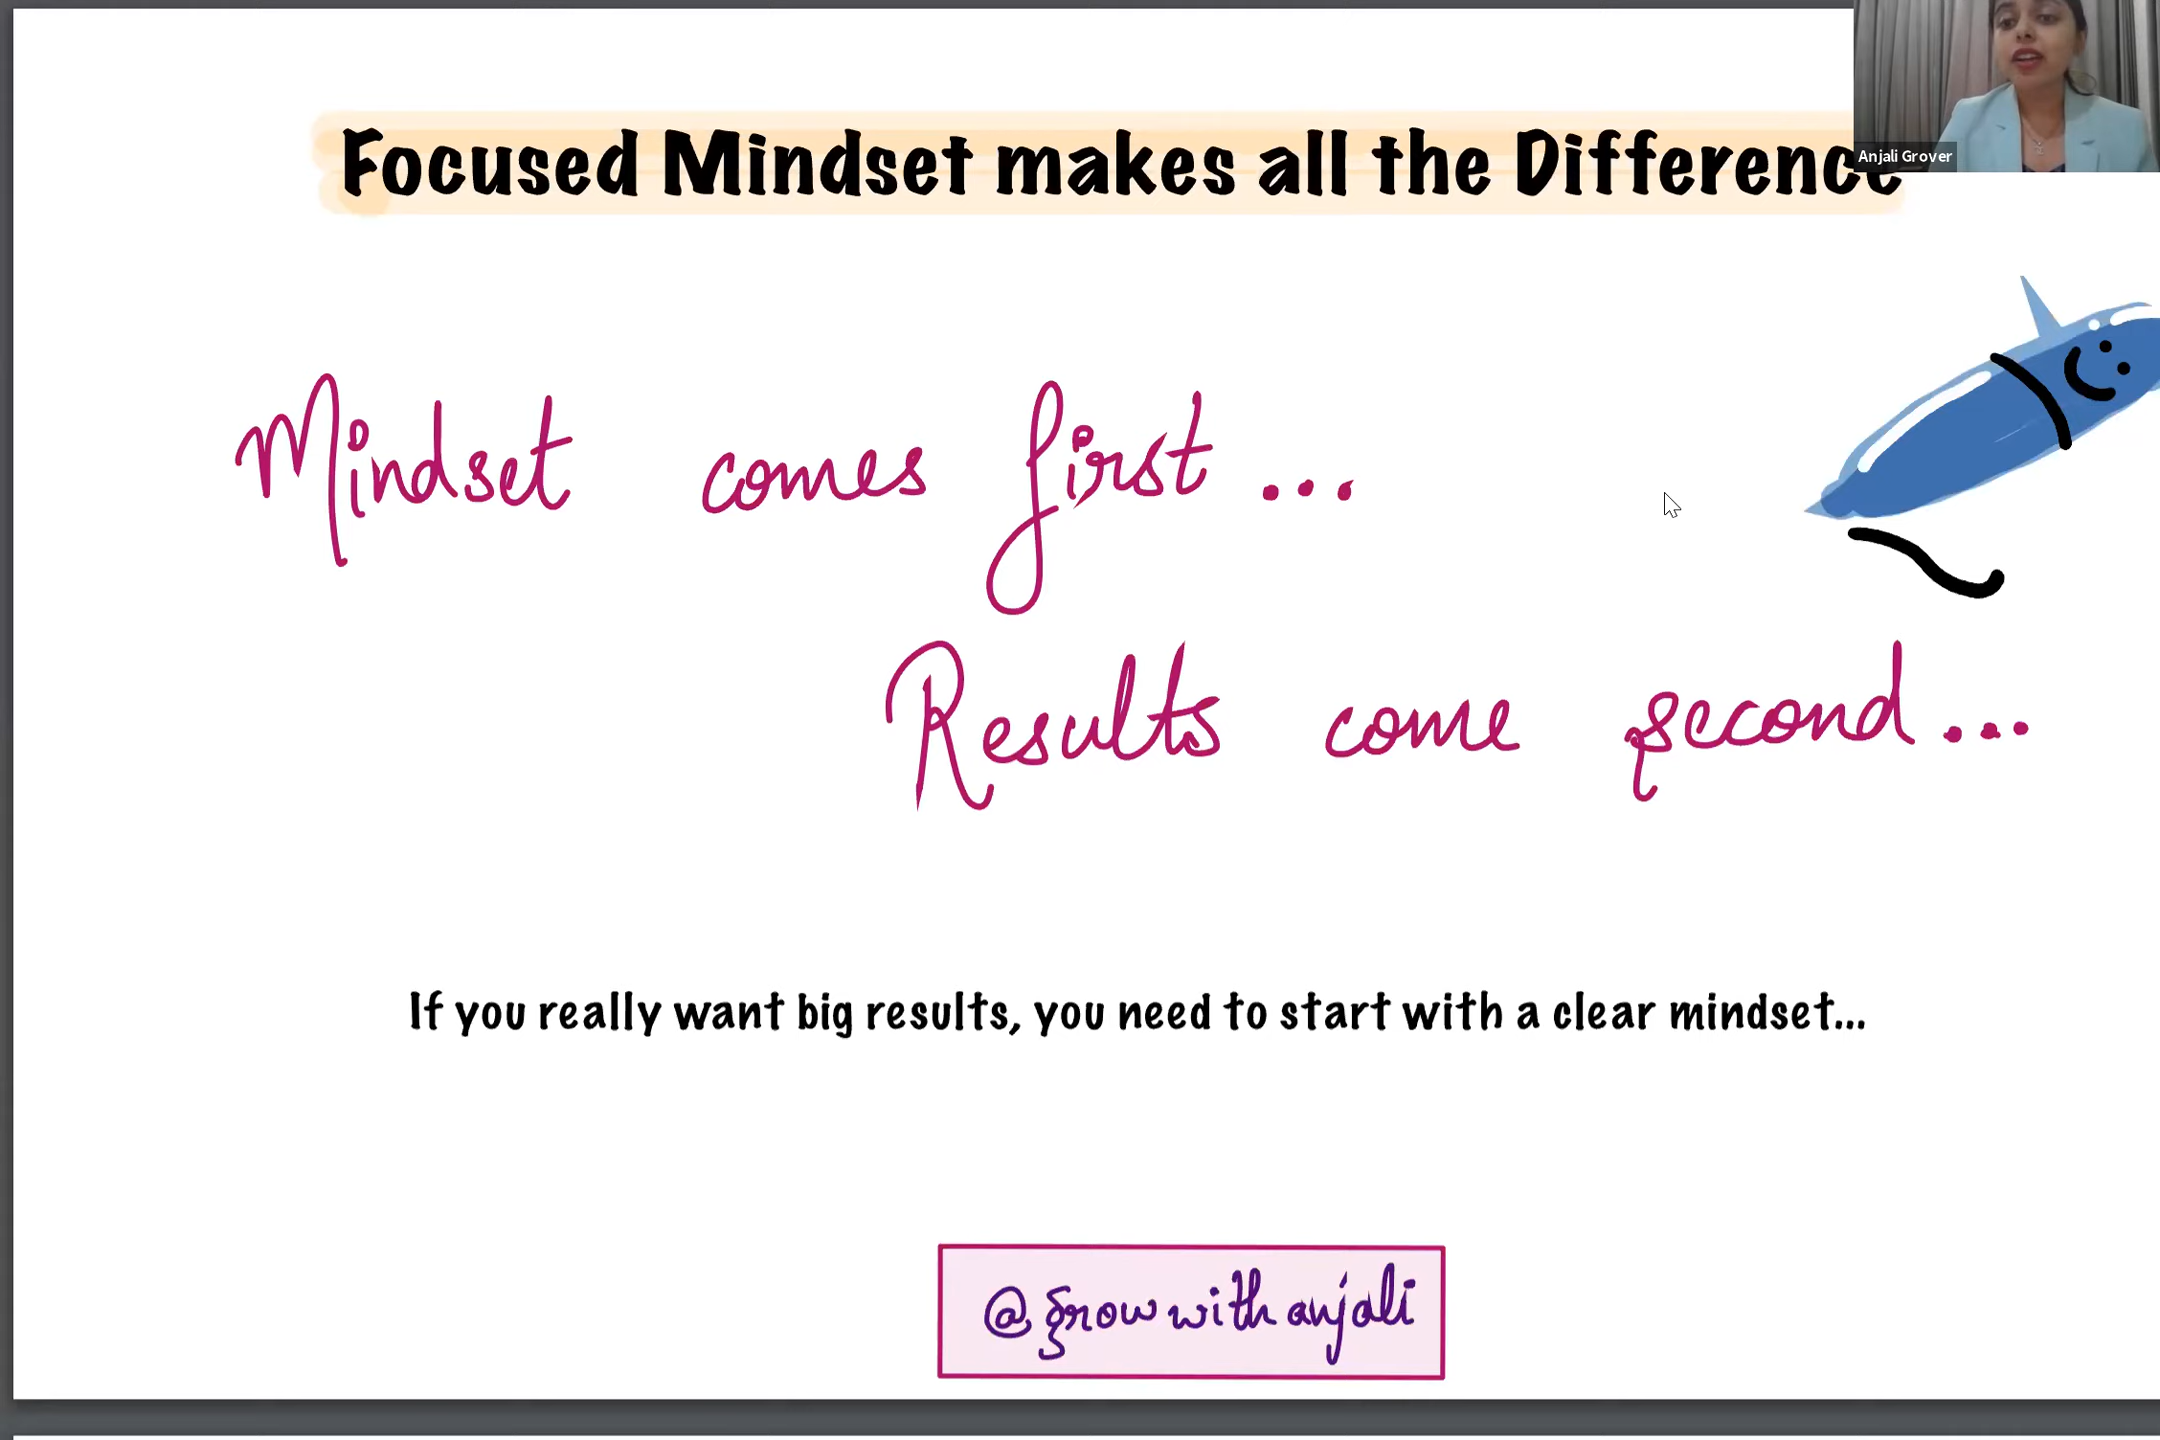 Focused Mindset makes all the Difference
Anjali Grover
Mindset comes first...
Results come second...
If you really want big results, you need to start with a clear mindset...
@growwithanjali